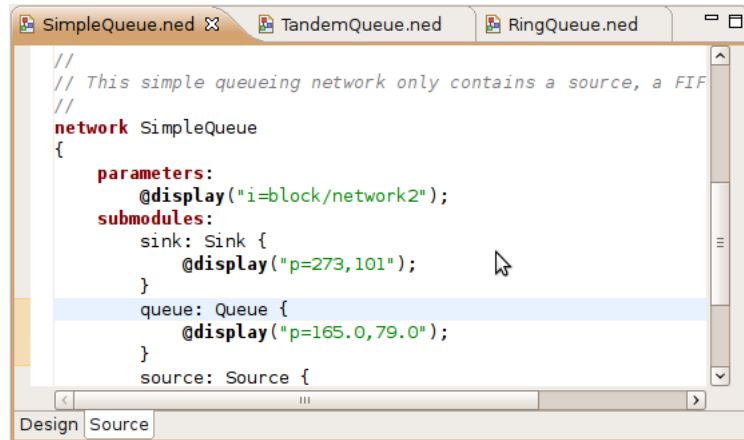 SimpleQueue.ned TandemQueue.ned RingQueue.ned
//
// This simple queueing network only contains a source, a FIF
//
network SimpleQueue
{
    parameters:
        @display("i=block/network2");
    submodules:
        sink: Sink {
            @display("p=273,101");
        }
        queue: Queue {
            @display("p=165.0,79.0");
        }
        source: Source {
Design Source